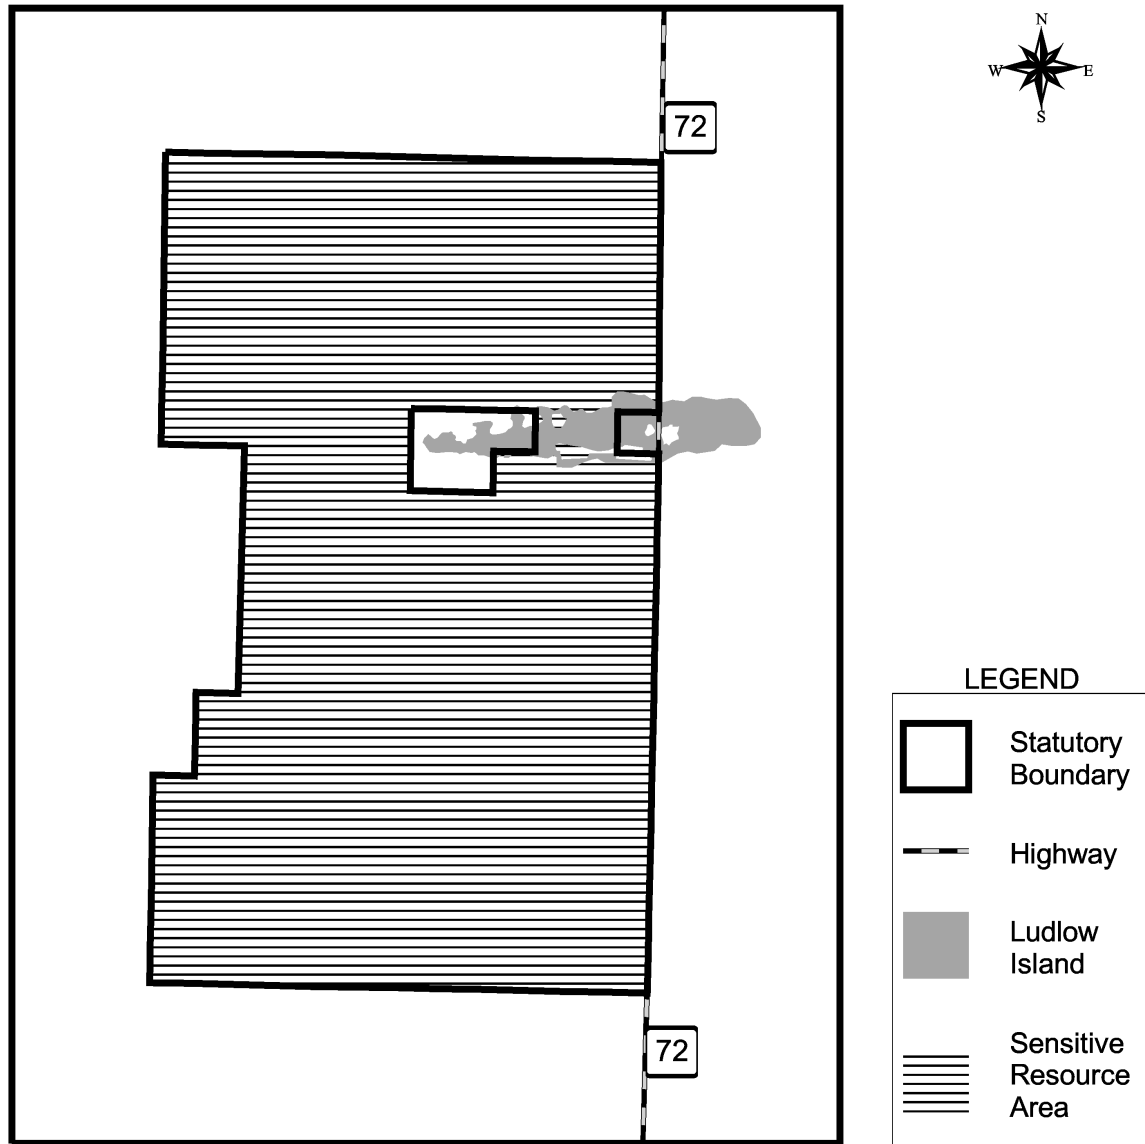 N
W E
S
72
LEGEND
Statutory
Boundary
Highway
Ludlow
Island
72
Sensitive
Resource
Area